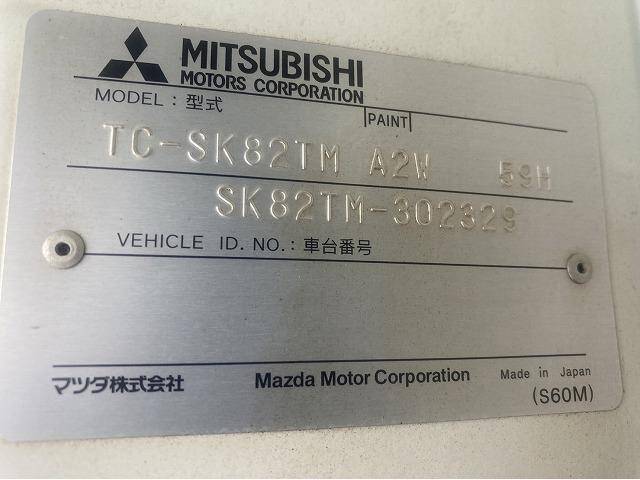 MITSUBISHI
MOTORS CORPORATION
MODEL : 型式 PAINT
TC-SK82TM A2W 59H
SK82TM-302329
VEHICLE ID. NO. : 車台番号
マツダ株式会社 Mazda Motor Corporation Made in Japan
(S60M)